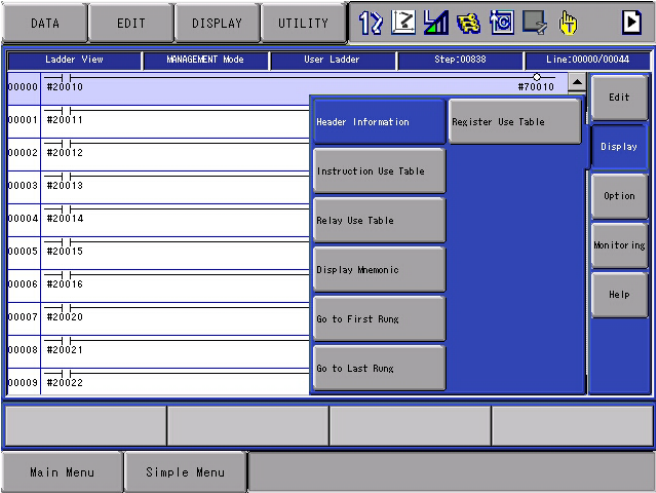 DATA EDIT DISPLAY UTILITY 12
Ladder View MANAGEMENT Mode User Ladder Step:00838 Line:00000/00044
00000 #20010 #70010
00001 #20011
00002 #20012
00003 #20013
00004 #20014
00005 #20015
00006 #20016
00007 #20020
00008 #20021
00009 #20022
Header Information Register Use Table
Instruction Use Table
Relay Use Table
Display Mnemonic
Go to First Rung
Go to Last Rung
Edit
Display
Option
Monitoring
Help
Main Menu Simple Menu